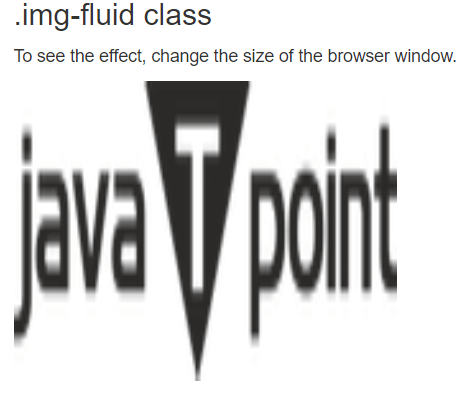 .img-fluid class
To see the effect, change the size of the browser window.
java T point